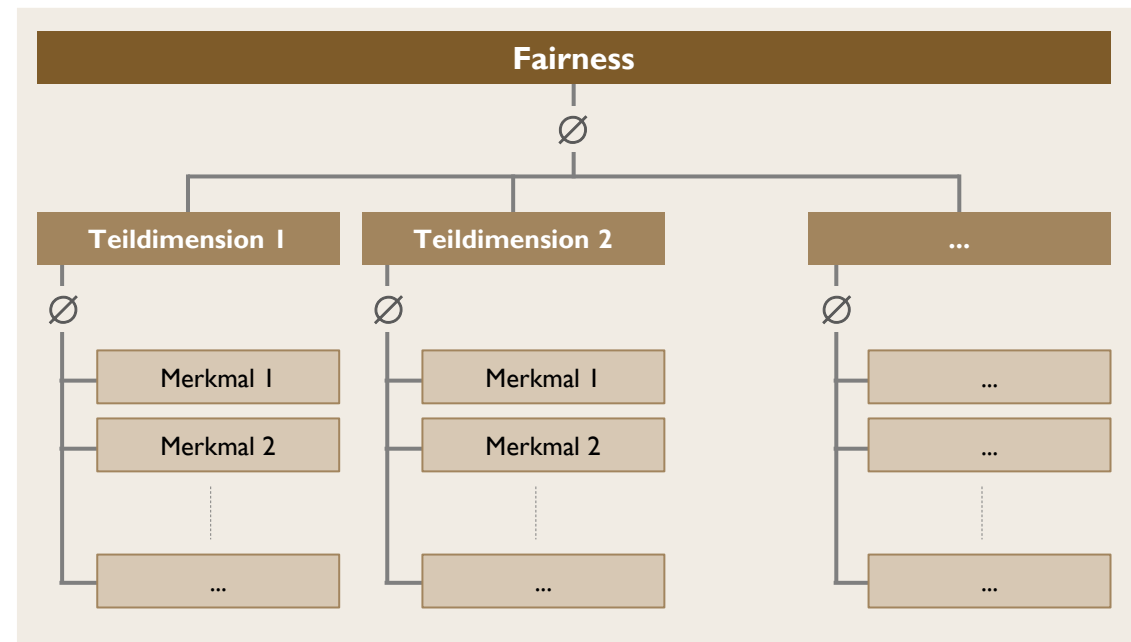 Fairness
Ø
Teildimension 1
Teildimension 2
...
Ø
Ø
Ø
Merkmal 1
Merkmal 1
...
Merkmal 2
Merkmal 2
...
...
...
...